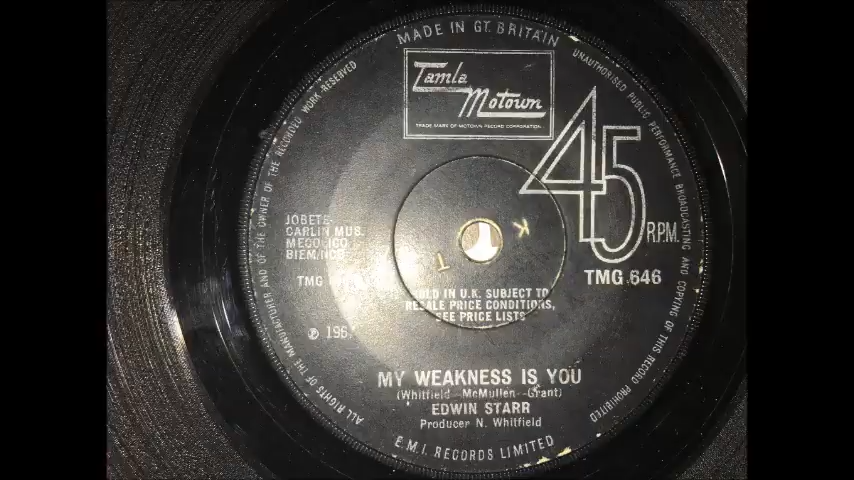 MADE IN GT. BRITAIN
UNAUTHORISED PUBLIC PERFORMANCE BROADCASTING AND COPYING OF THIS RECORD PROHIBITED
ALL RIGHTS OF THE MANUFACTURER AND OF THE OWNER OF THE RECORDED WORK RESERVED
Tamla
Motown
TRADE MARK OF MOTOWN RECORD CORPORATION
45
R.P.M.
JOBETE-
CARLIN MUS.
K
T
TMG
TMG 646
SOLD IN U.K. SUBJECT TO
RESALE PRICE CONDITIONS,
SEE PRICE LISTS
℗ 196
MY WEAKNESS IS YOU
(Whitfield - McMullen - Grant)
EDWIN STARR
Producer N. Whitfield
E.M.I. RECORDS LIMITED